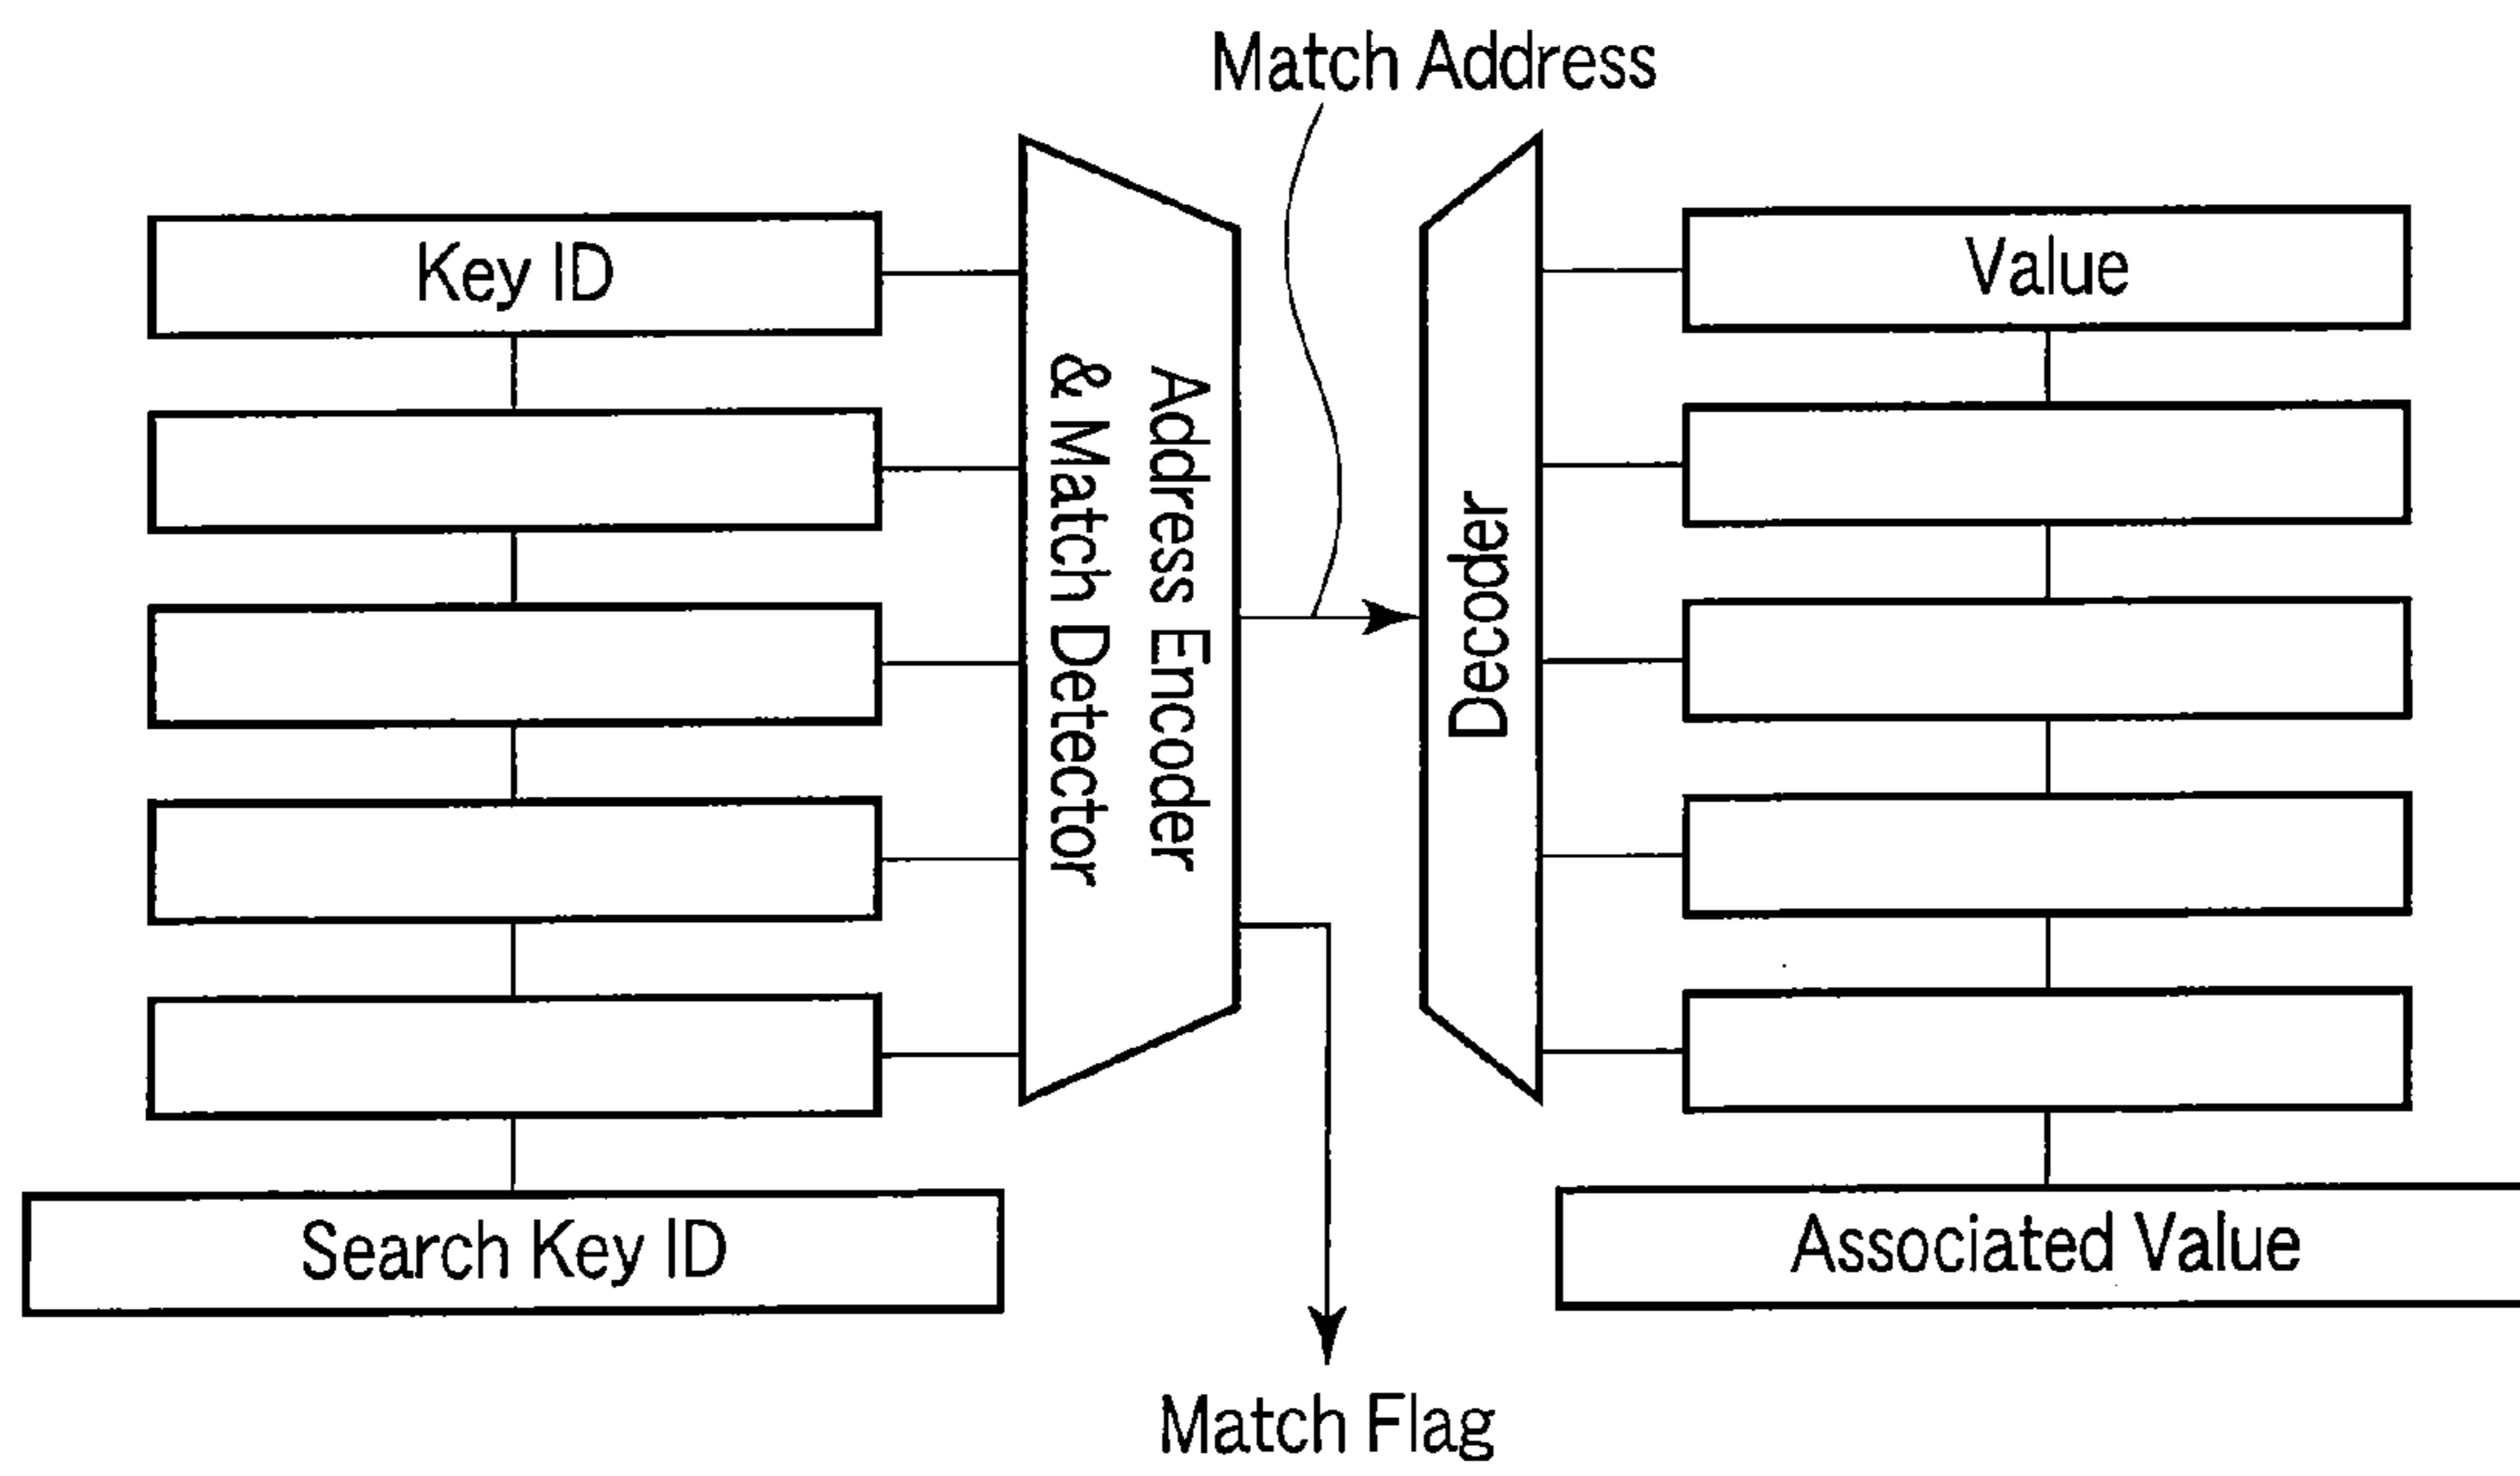 Match Address
Key ID
Value
Address Encoder
& Match Detector
Decoder
Search Key ID
Associated Value
Match Flag